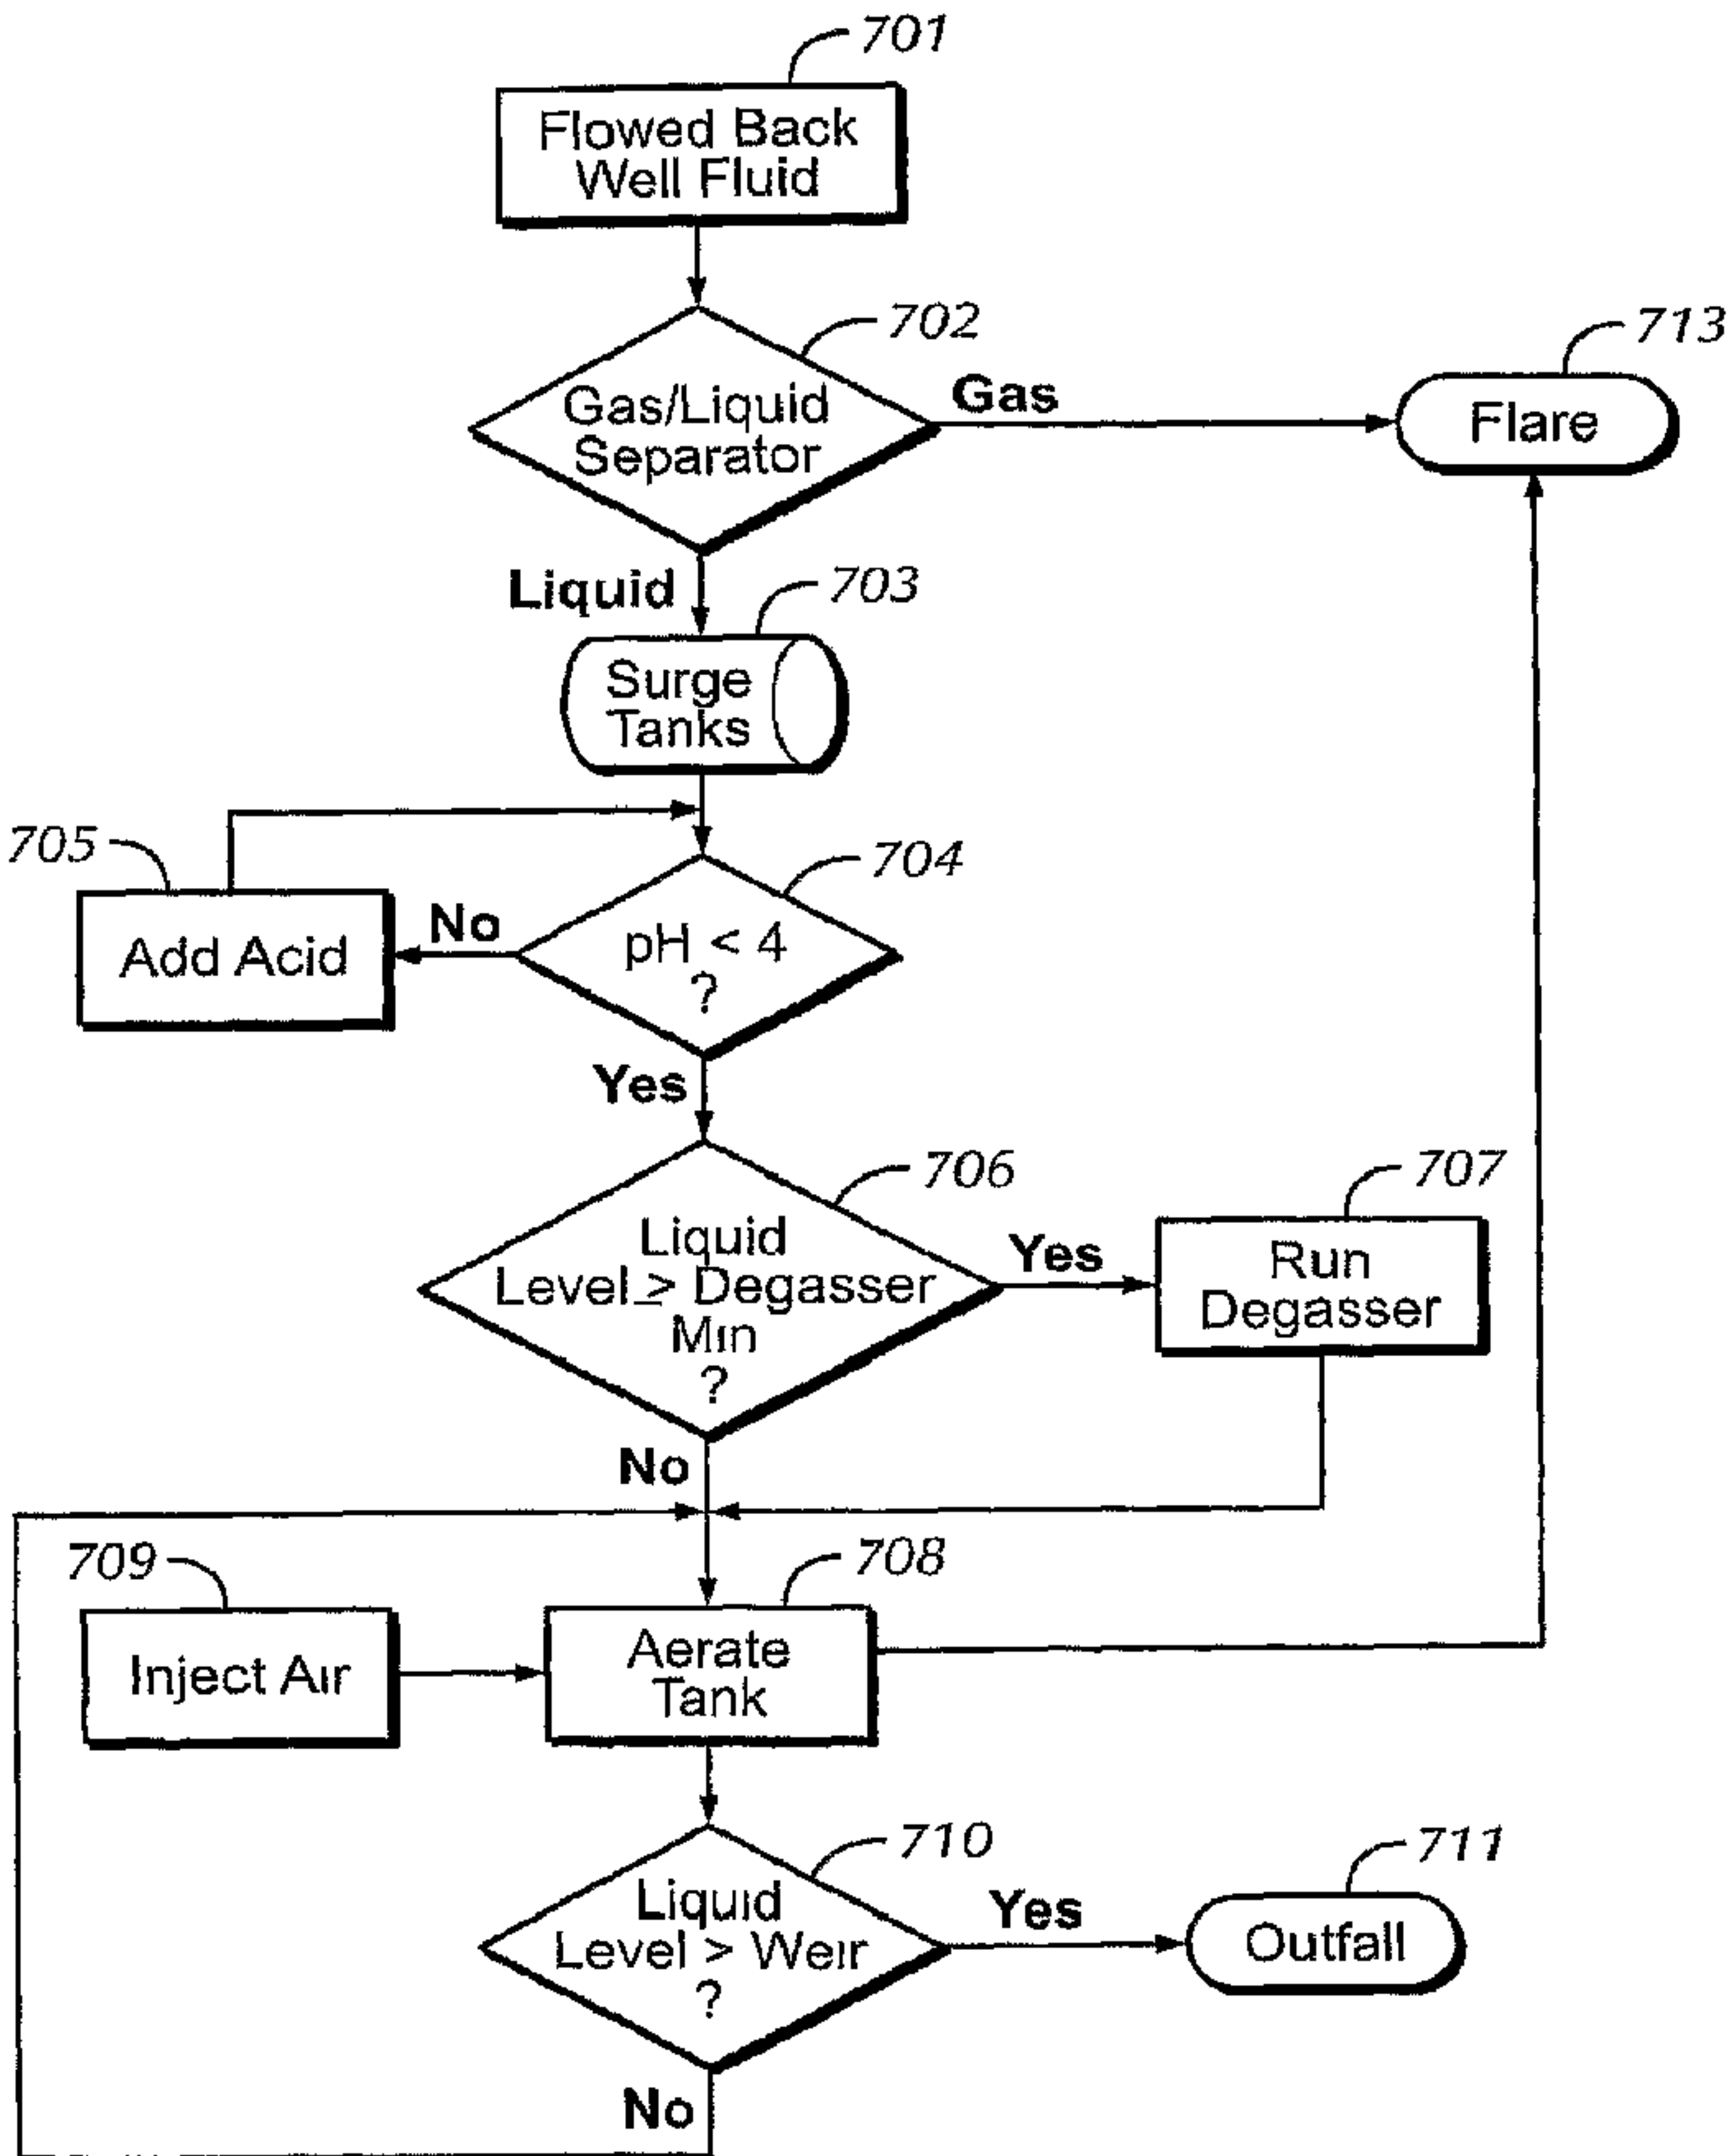 701
Flowed Back
Well Fluid
702
Gas/Liquid
Separator
Gas
713
Flare
Liquid
703
Surge
Tanks
705
Add Acid
No
704
pH < 4
?
Yes
706
Liquid
Level ≥ Degasser
Min
?
Yes
707
Run
Degasser
No
709
Inject Air
708
Aerate
Tank
710
Liquid
Level > Weir
?
Yes
711
Outfall
No